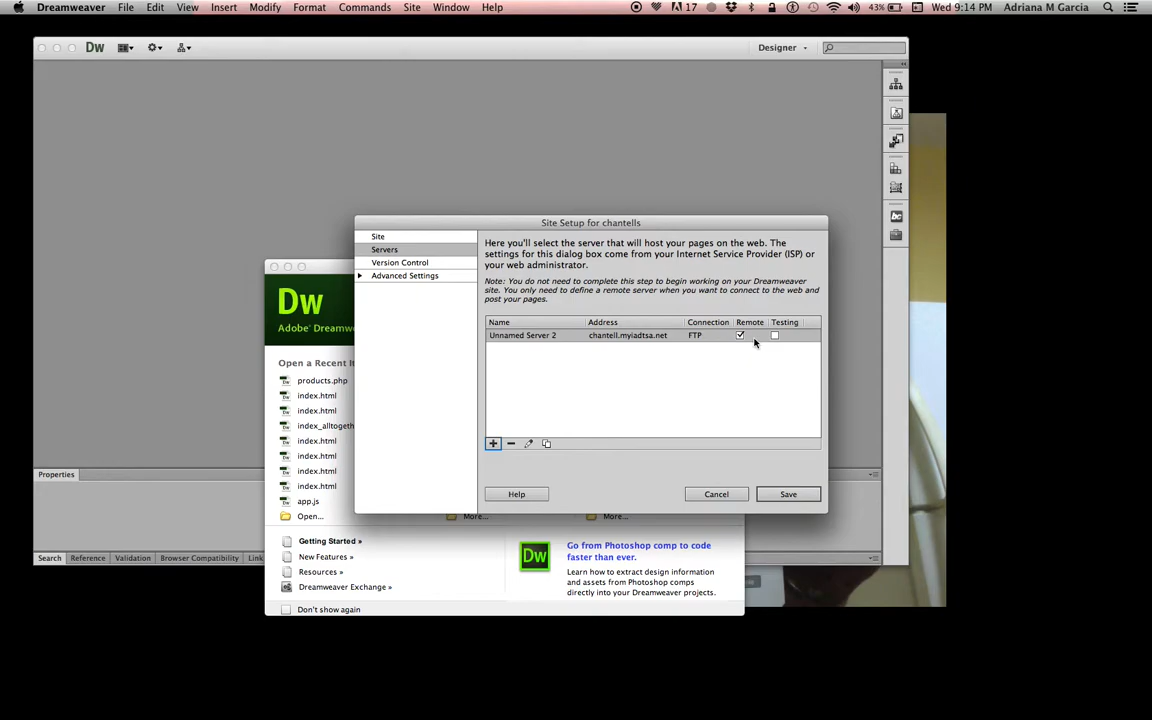 Dreamweaver File Edit View Insert Modify Format Commands Site Window Help 17 43% Wed 9:14 PM Adriana M Garcia
Dw Designer
Site Setup for chantells
Site
Servers
Version Control
Advanced Settings
Here you'll select the server that will host your pages on the web. The
settings for this dialog box come from your Internet Service Provider (ISP) or
your web administrator.
Note: You do not need to complete this step to begin working on your Dreamweaver
site. You only need to define a remote server when you want to connect to the web and
post your pages.
Name Address Connection Remote Testing
Unnamed Server 2 chantell.myiadtsa.net FTP
Help Cancel Save
Dw
Adobe® Dreamw
Open a Recent It
products.php
index.html
index.html
index_alltogeth
index.html
index.html
index.html
index.html
app.js
Open...
More...
More...
Getting Started »
New Features »
Resources »
Dreamweaver Exchange »
Dw
Go from Photoshop comp to code
faster than ever.
Learn how to extract design information
and assets from Photoshop comps
directly into your Dreamweaver projects.
Don't show again
Properties
Search Reference Validation Browser Compatibility Link